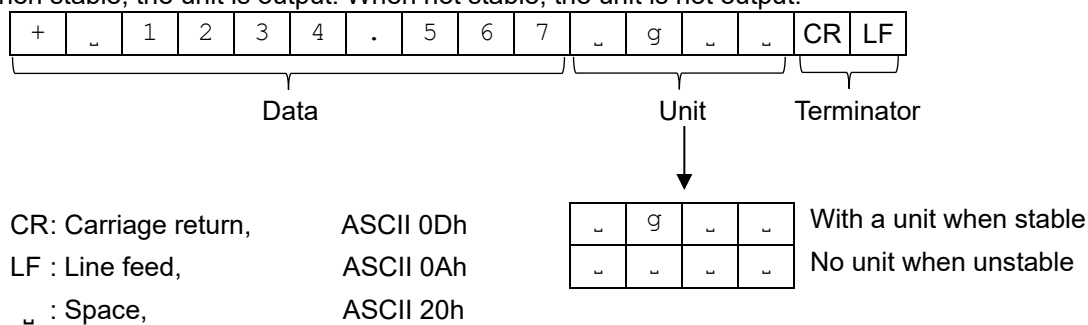 hen stable, the unit is output. When not stable, the unit is not output.
+ ␣ 1 2 3 4 . 5 6 7 ␣ g ␣ ␣ CR LF
Data Unit Terminator
CR: Carriage return, ASCII 0Dh
LF : Line feed, ASCII 0Ah
␣ : Space, ASCII 20h
␣ g ␣ ␣ With a unit when stable
␣ ␣ ␣ ␣ No unit when unstable